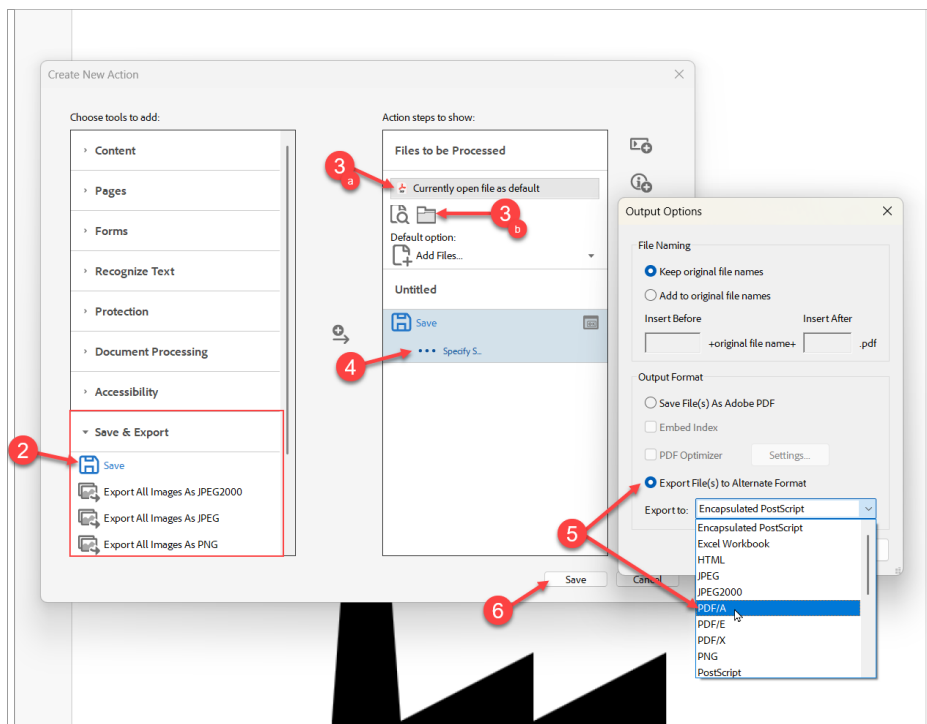 Create New Action
Choose tools to add:
Content
Pages
Forms
Recognize Text
Protection
Document Processing
Accessibility
2
Save & Export
Save
Export All Images As JPEG2000
Export All Images As JPEG
Export All Images As PNG
Action steps to show:
Files to be Processed
3
a
Currently open file as default
3
b
Default option:
Add Files...
Untitled
Save
4
Specify S...
6
Save
Cancel
Output Options
File Naming
Keep original file names
Add to original file names
Insert Before Insert After
+original file name+ .pdf
Output Format
Save File(s) As Adobe PDF
Embed Index
PDF Optimizer Settings...
Export File(s) to Alternate Format
5
Export to: Encapsulated PostScript
Encapsulated PostScript
Excel Workbook
HTML
JPEG
JPEG2000
PDF/A
PDF/E
PDF/X
PNG
PostScript